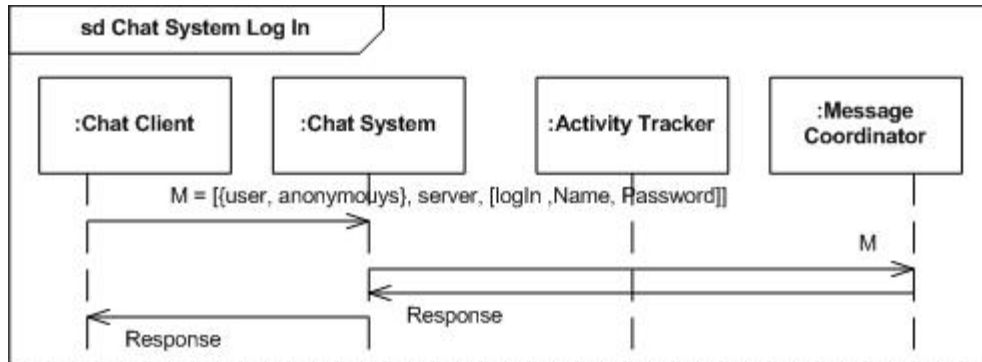 sd Chat System Log In
:Chat Client
:Chat System
:Activity Tracker
:Message
Coordinator
M = [{user, anonymouys}, server, [logIn ,Name, Password]]
M
Response
Response